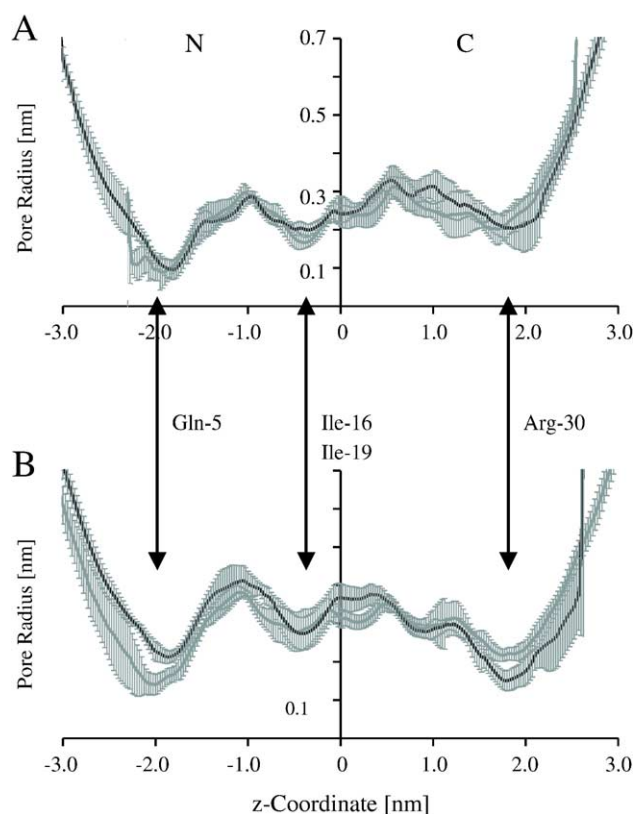 A
N
C
0.7
0.5
0.3
0.1
Pore Radius [nm]
-3.0 -2.0 -1.0 0 1.0 2.0 3.0
Gln-5
Ile-16
Ile-19
Arg-30
B
Pore Radius [nm]
0.1
-3.0 -2.0 -1.0 0 1.0 2.0 3.0
z-Coordinate [nm]